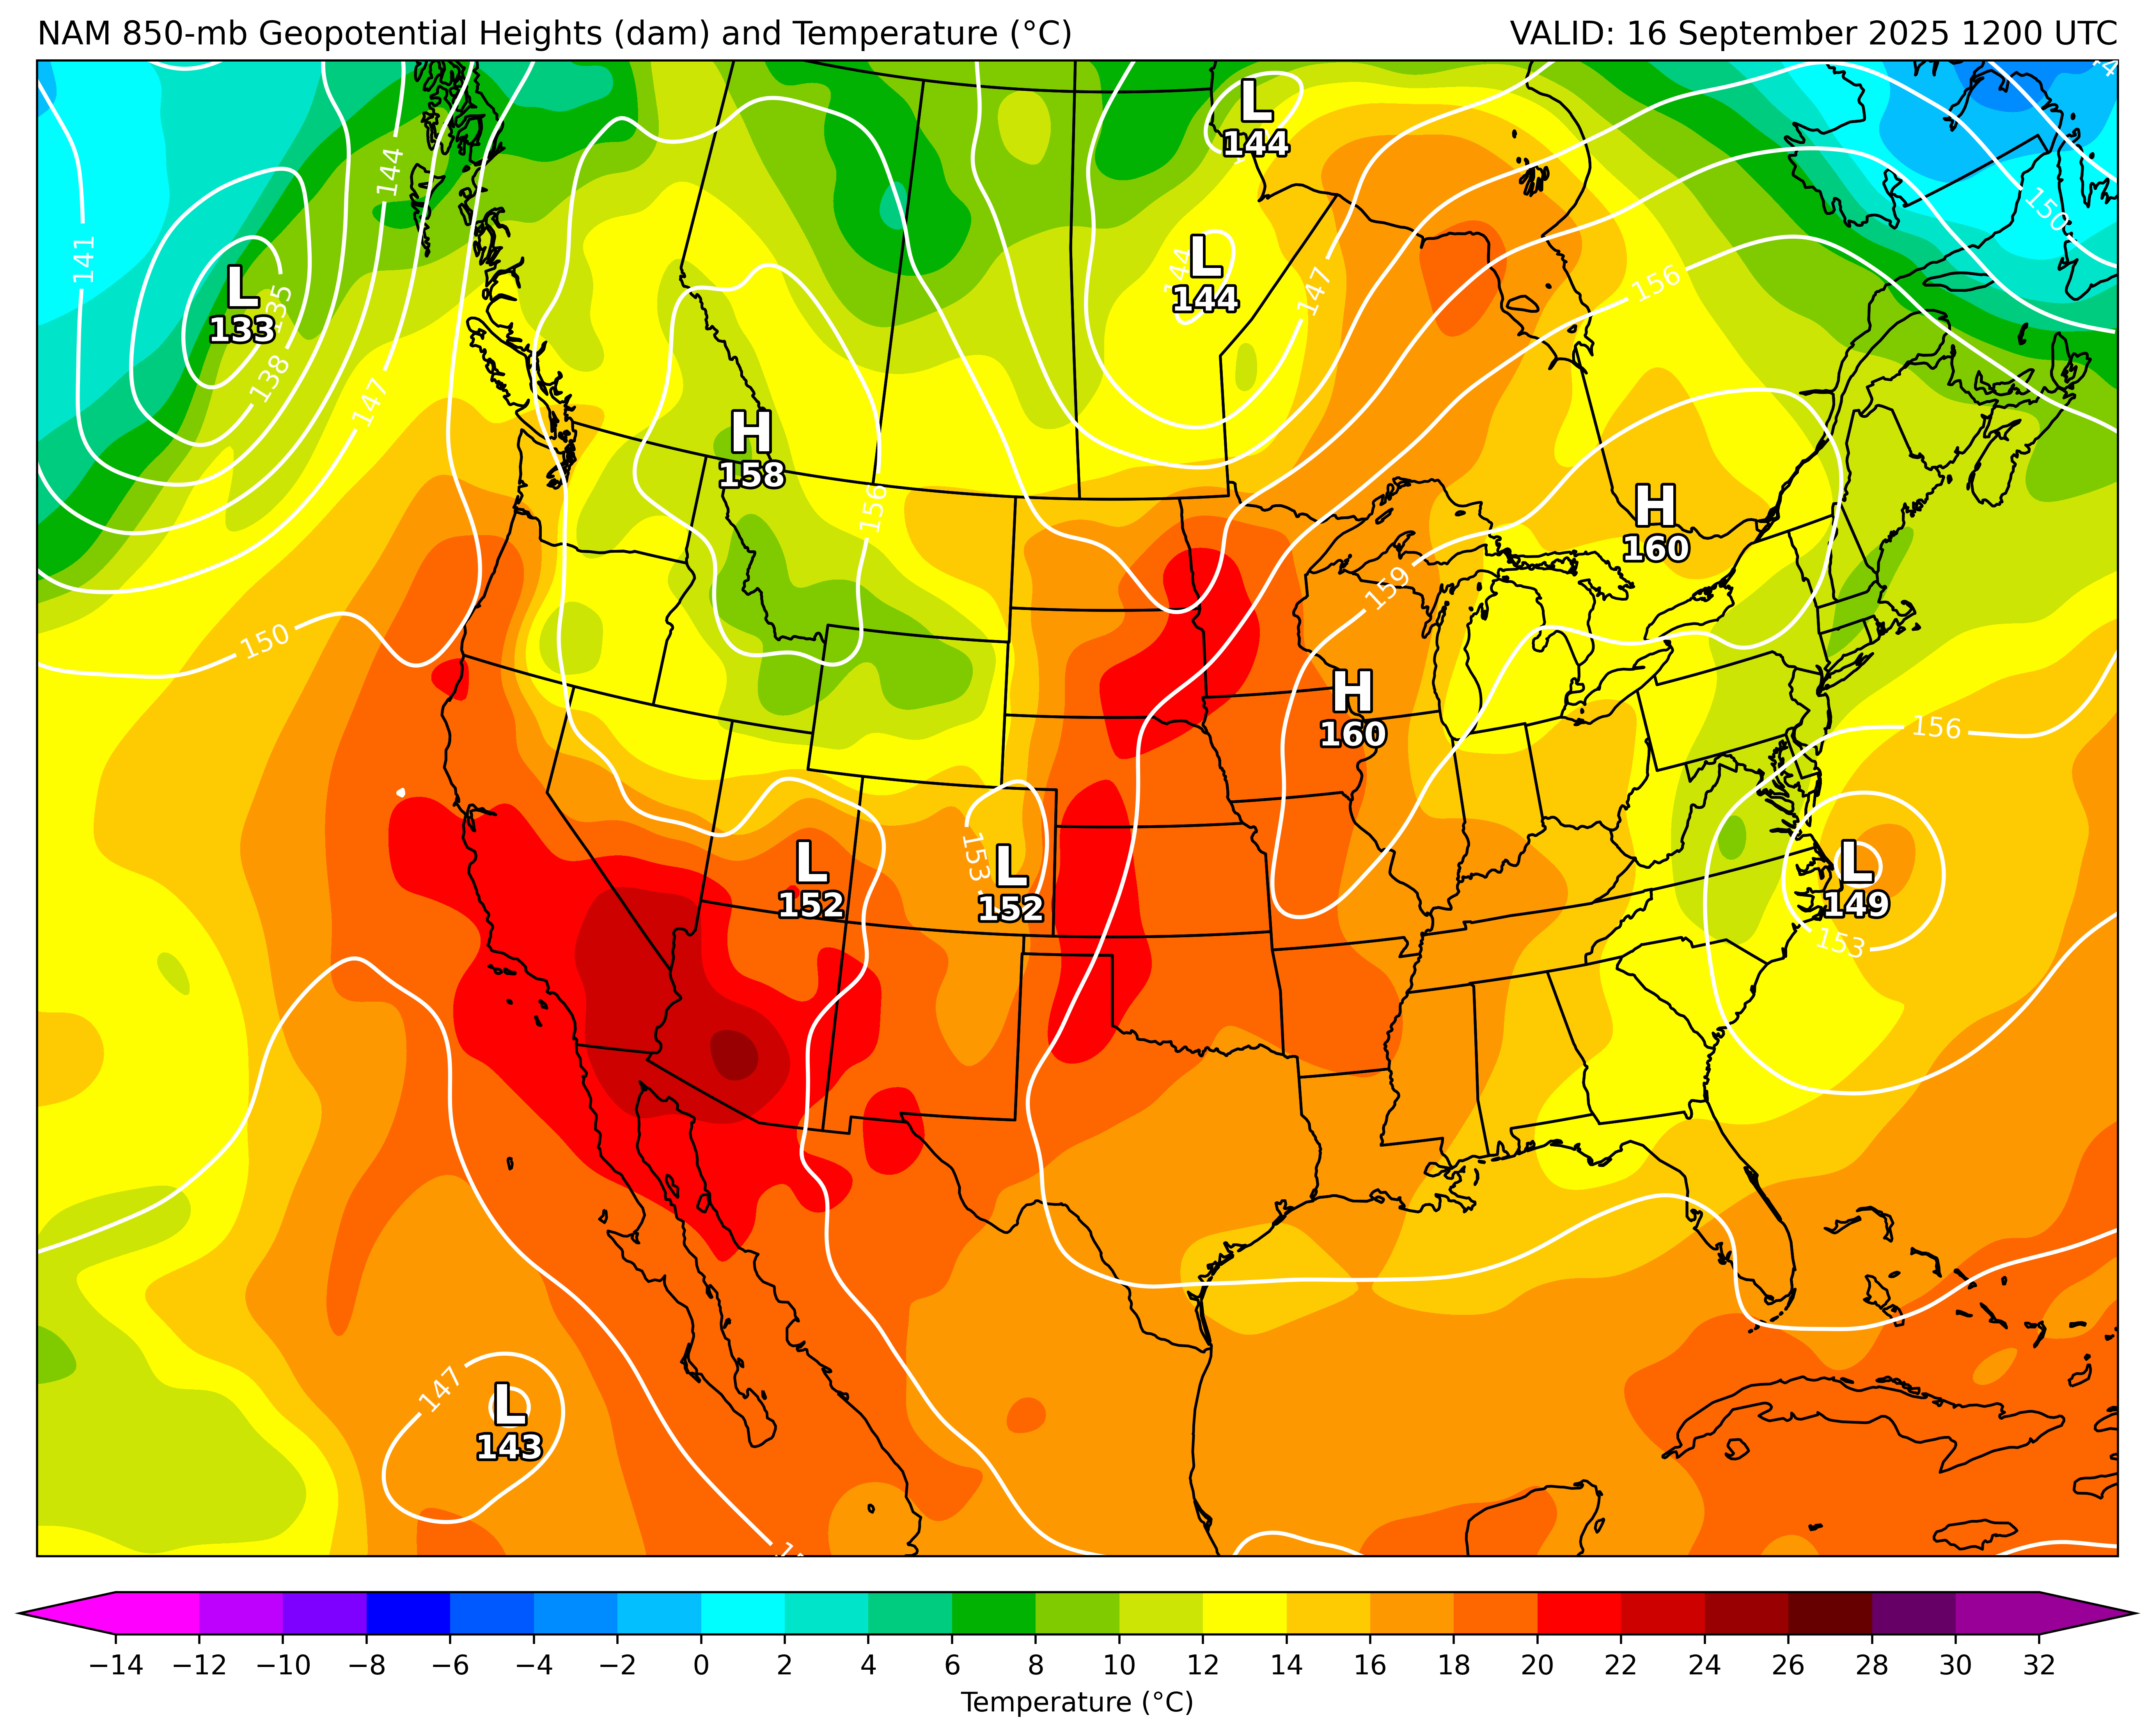 NAM 850-mb Geopotential Heights (dam) and Temperature (°C) VALID: 16 September 2025 1200 UTC
L
144
144
141
150
L
133
135
L
144
144
147
156
138
147
H
158
156
H
160
159
150
H
160
156
L
152
153
L
152
L
149
153
147
L
143
−14 −12 −10 −8 −6 −4 −2 0 2 4 6 8 10 12 14 16 18 20 22 24 26 28 30 32
Temperature (°C)